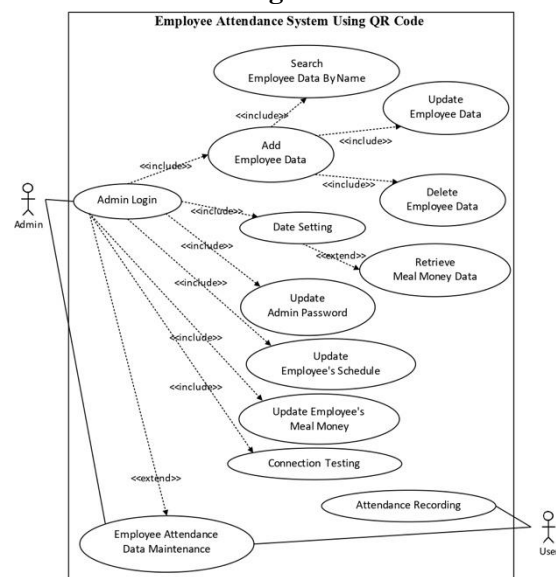 Employee Attendance System Using QR Code
Search
Employee Data By Name
Update
Employee Data
<<include>>
<<include>>
Add
Employee Data
<<include>>
<<include>>
Delete
Employee Data
Admin Login
Admin
<<include>>
Date Setting
<<extend>>
Retrieve
Meal Money Data
<<include>>
Update
Admin Password
<<include>>
Update
Employee's Schedule
<<include>>
<<include>>
Update Employee's
Meal Money
Connection Testing
<<extend>>
Attendance Recording
Employee Attendance
Data Maintenance
User